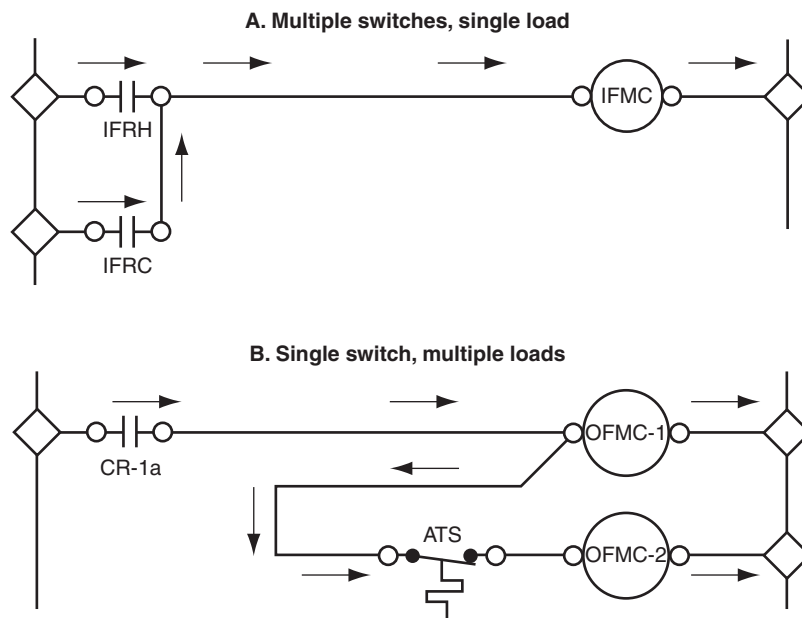 A. Multiple switches, single load
IFRH
IFMC
IFRC
B. Single switch, multiple loads
CR-1a
OFMC-1
ATS
OFMC-2